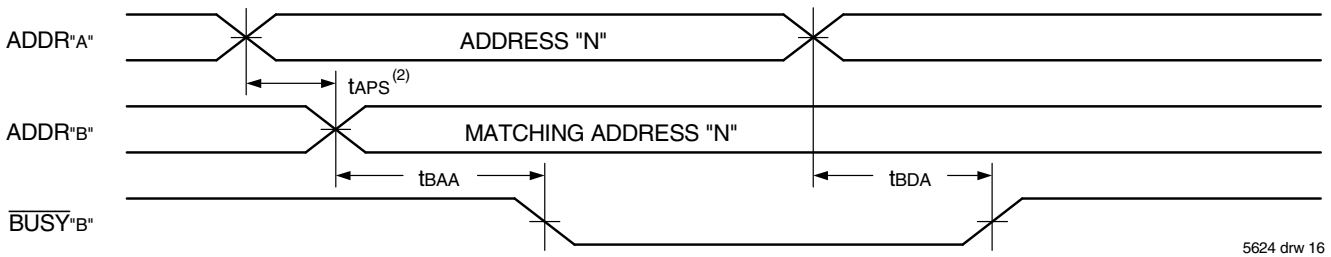 ADDR"A"
ADDRESS "N"
tAPS (2)
ADDR"B"
MATCHING ADDRESS "N"
tBAA
tBDA
BUSY"B"
5624 drw 16